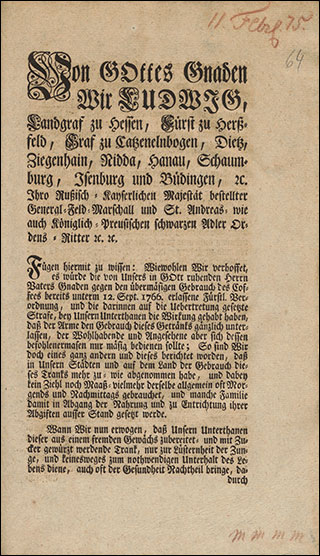 11. Febr. 75.
64
Von GOttes Gnaden
Wir LUDWIG,
Landgraf zu Hessen, Fürst zu Herß-
feld, Graf zu Catzenelnbogen, Dietz,
Ziegenhain, Nidda, Hanau, Schaum-
burg, Isenburg und Büdingen, ꝛc.
Ihro Rußisch-Kayserlichen Majestät bestellter
General-Feld-Marschall und St. Andreas- wie
auch Königlich-Preußischen schwarzen Adler Or-
dens-Ritter ꝛc. ꝛc.
Fügen hiermit zu wissen: Wiewohlen Wir verhoffet,
es würde die von Unsers in GOtt ruhenden Herrn
Vaters Gnaden gegen den übermäßigen Gebrauch des Cof-
fees bereits unterm 12. Sept. 1766. erlassene Fürstl. Ver-
ordnung, und die darinnen auf die Uebertrettung gesetzte
Strafe, bey Unsern Unterthanen die Wirkung gehabt haben,
daß der Arme den Gebrauch dieses Getränks gänzlich unter-
lassen, der Wohlhabende und Angesehene aber sich dessen
befohlenermaßen nur mäßig bedienen sollte; So sind Wir
doch eines ganz andern und dieses berichtet worden, daß
in Unsern Städten und auf dem Land der Gebrauch die-
ses Tranks mehr zu- wie abgenommen habe, und dabey
kein Ziehl noch Maaß, vielmehr derselbe allgemein oft Mor-
gends und Nachmittags gebrauchet, und manche Familie
damit in Abgang der Nahrung und zu Entrichtung ihrer
Abgiften ausser Stand gesetzt werde.
Wann Wir nun erwogen, daß Unsern Unterthanen
dieser aus einem fremden Gewächs zubereitet- und mit Zu-
cker gewürzt werdende Trank, nur zur Lüsternheit der Zun-
ge, und keineswegs zum nothwendigen Unterhalt des Le-
bens diene, auch oft der Gesundheit Nachtheil bringe, da-
durch
m m m m